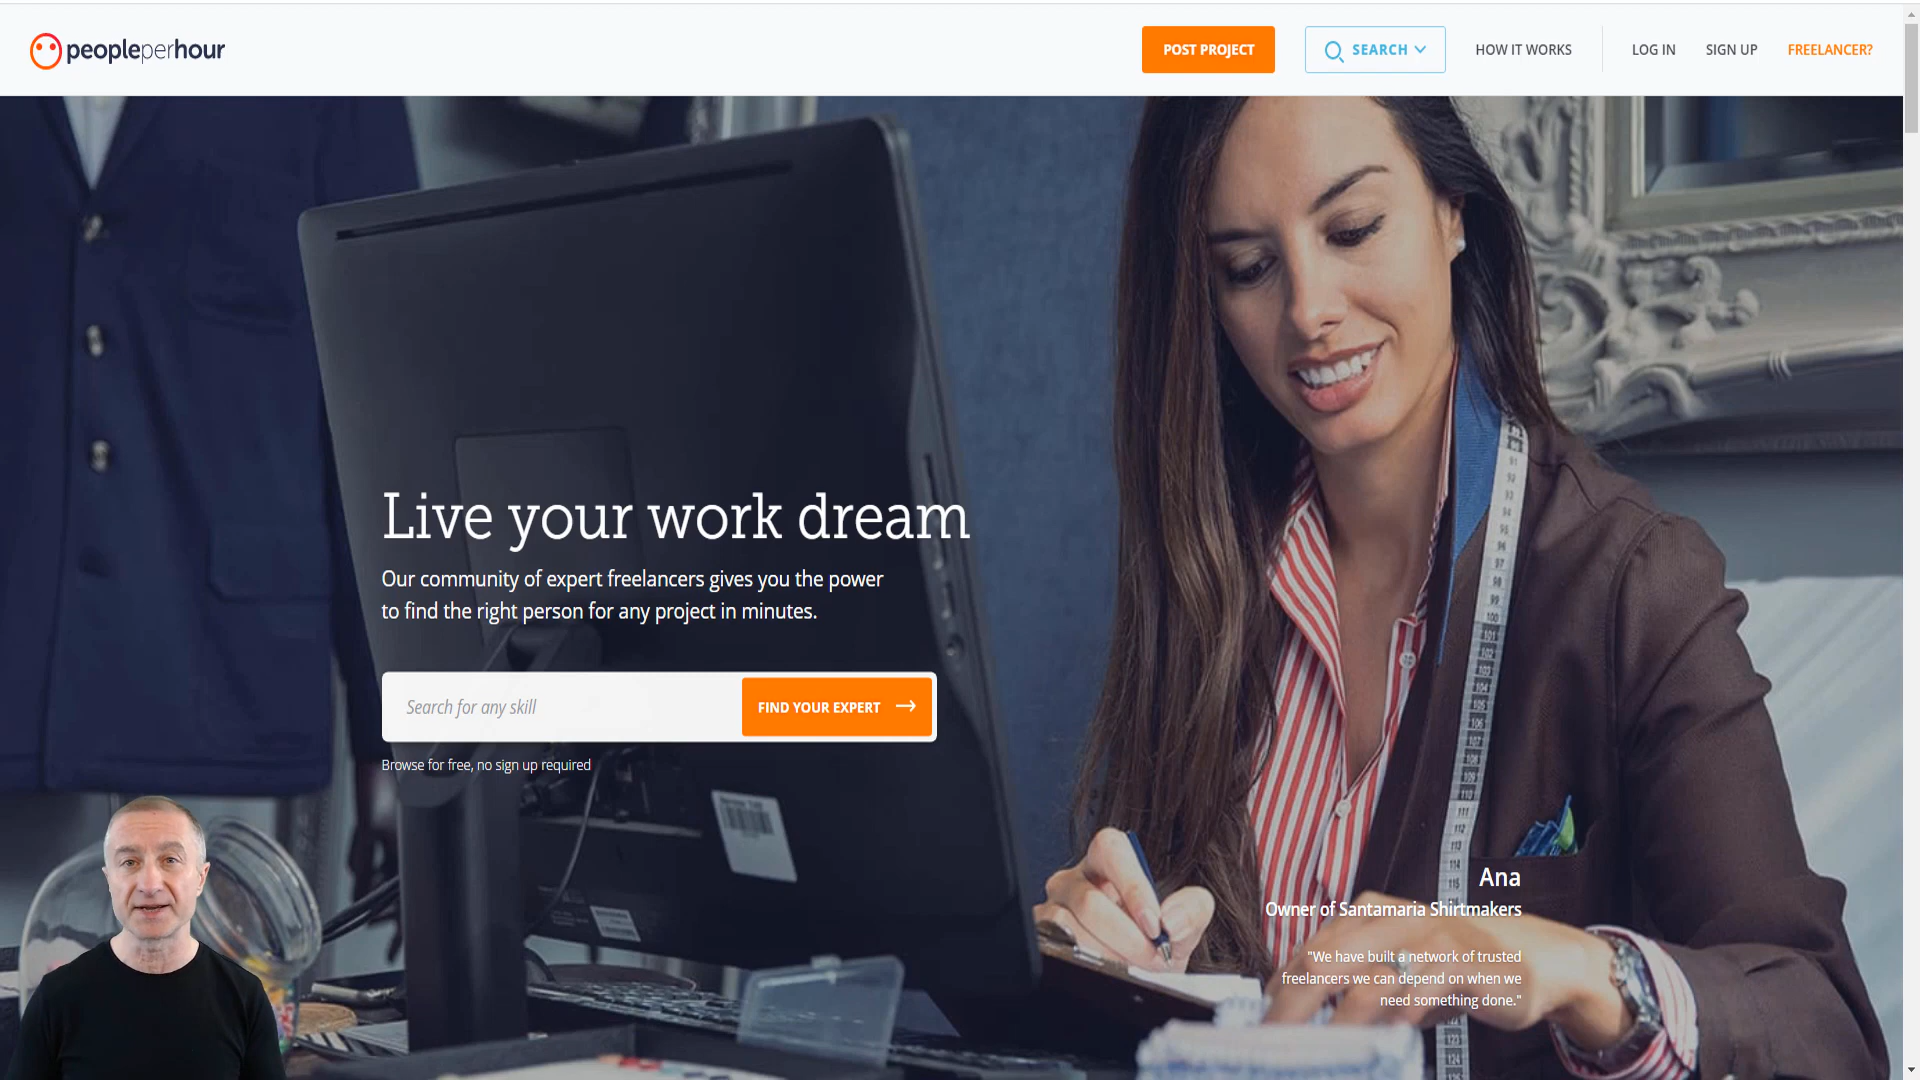 peopleperhour
POST PROJECT
SEARCH
HOW IT WORKS
LOG IN
SIGN UP
FREELANCER?
Live your work dream
Our community of expert freelancers gives you the power
to find the right person for any project in minutes.
Search for any skill
FIND YOUR EXPERT
Browse for free, no sign up required
Ana
Owner of Santamaria Shirtmakers
"We have built a network of trusted
freelancers we can depend on when we
need something done."